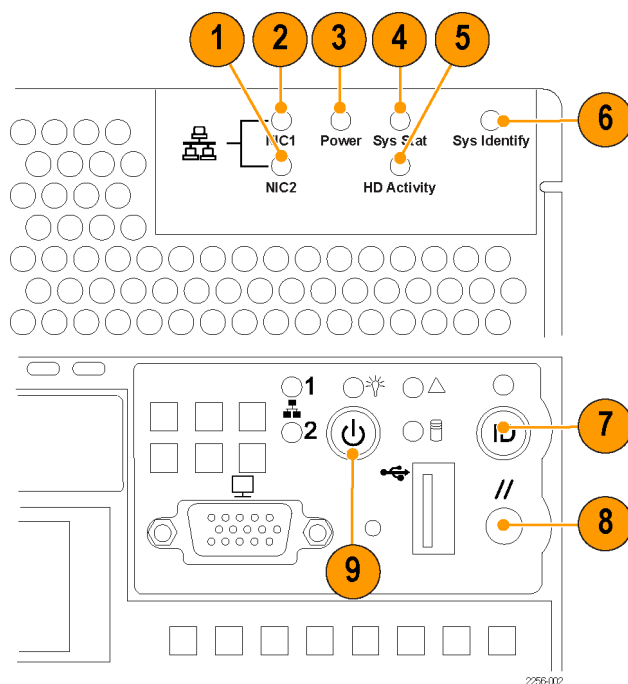 1 2 3 4 5
6
NIC1 Power Sys Stat Sys Identify
NIC2 HD Activity
1
2
ID
7
//
8
9
2256-002